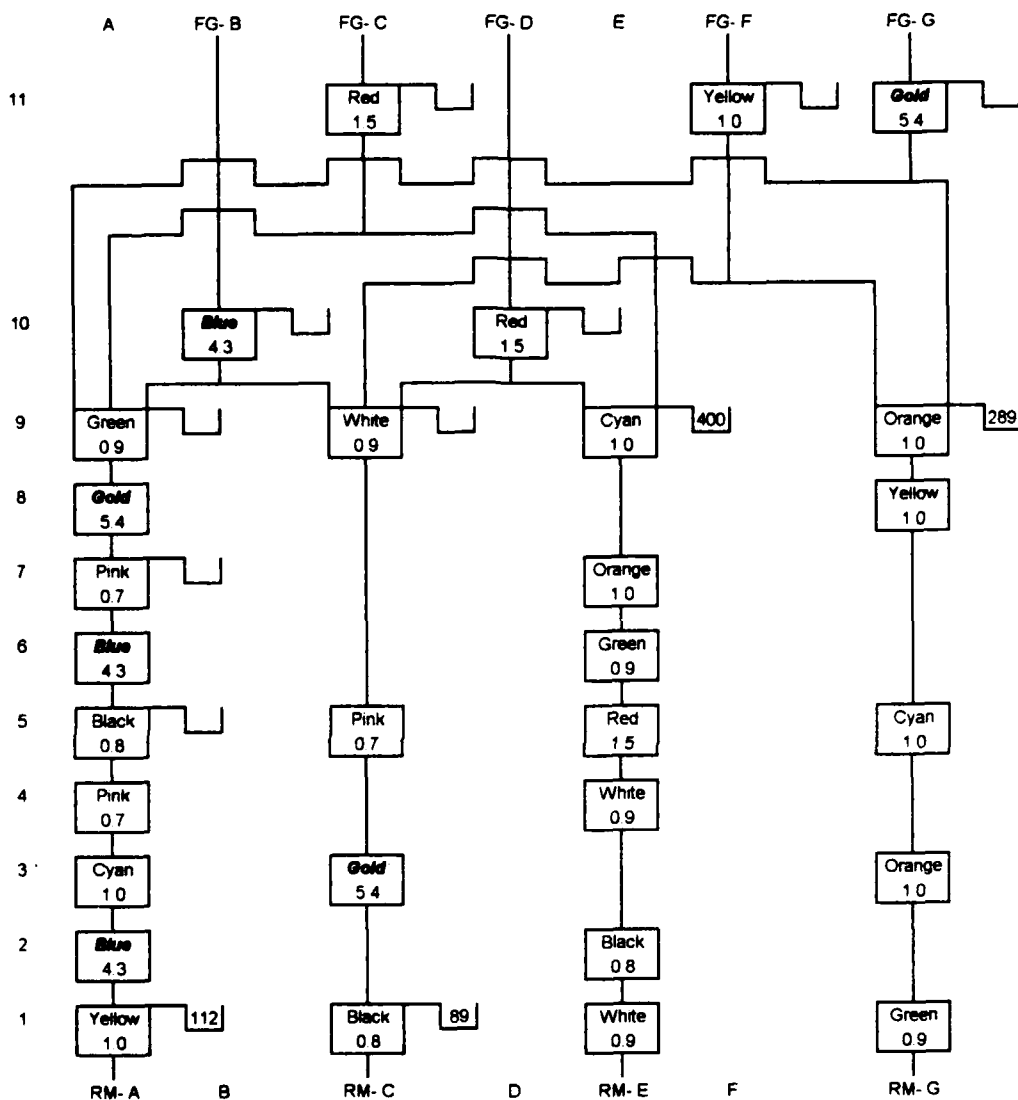 A FG- B FG- C FG- D E FG- F FG- G
11
Red
1 5
Yellow
1 0
Gold
5 4
10
Blue
4 3
Red
1 5
9
Green
0 9
White
0 9
Cyan
1 0
400
Orange
1 0
289
8
Gold
5 4
Yellow
1 0
7
Pink
0.7
Orange
1 0
6
Blue
4 3
Green
0 9
5
Black
0 8
Pink
0.7
Red
1 5
Cyan
1 0
4
Pink
0.7
White
0.9
3
Cyan
1 0
Gold
5 4
Orange
1 0
2
Blue
4 3
Black
0 8
1
Yellow
1 0
112
Black
0.8
89
White
0.9
Green
0.9
RM- A B RM- C D RM- E F RM- G